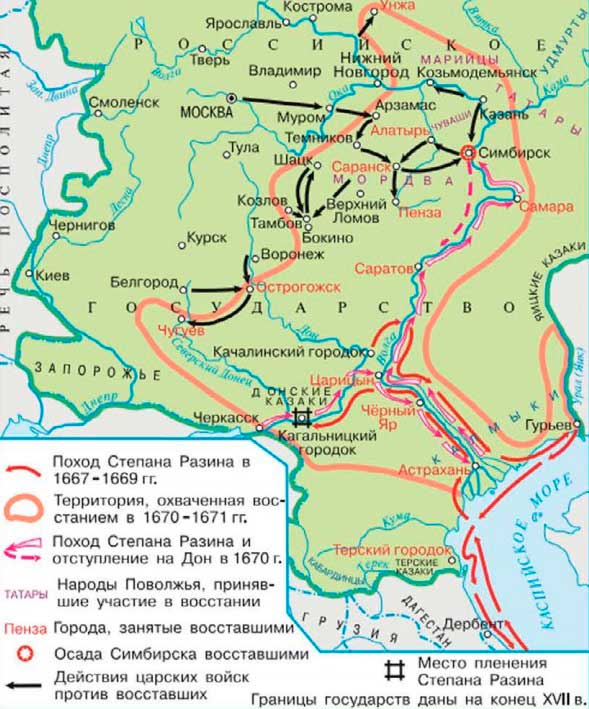 Кострома
Унжа
Ярославль
Вятка
РОССИЙСКОЕ
УДМУРТЫ
Нижний
Новгород
МАРИЙЦЫ
Козьмодемьянск
Тверь
Волга
Владимир
Ока
Кама
Зап. Двина
ТАТАРЫ
РЕЧЬ ПОСПОЛИТАЯ
Смоленск
МОСКВА
Муром
Арзамас
Казань
ЧУВАШИ
Темников
Алатырь
Симбирск
Днепр
Тула
Шацк
Саранск
МОРДВА
Десна
Козлов
Верхний
Ломов
Пенза
Самара
Тамбов
Бокино
Чернигов
Курск
Воронеж
Саратов
ЯИЦКИЕ КАЗАКИ
Киев
Белгород
Острогожск
ГОСУДАРСТВО
Чугуев
Дон
Волга
Северский Донец
Качалинский городок
Урал (Яик)
ЗАПОРОЖЬЕ
ДОНСКИЕ
КАЗАКИ
Царицын
Днепр
Черкасск
Чёрный
Яр
КАЛМЫКИ
Гурьев
Кагальницкий
городок
Астрахань
Кума
КАСПИЙСКОЕ МОРЕ
Терский городок
Терек
ТЕРСКИЕ
КАЗАКИ
КАБАРДИНЦЫ
ДАГЕСТАН
ГРУЗИЯ
Дербент
Поход Степана Разина в
1667–1669 гг.
Территория, охваченная вос-
станием в 1670–1671 гг.
Поход Степана Разина и
отступление на Дон в 1670 г.
ТАТАРЫ Народы Поволжья, приняв-
шие участие в восстании
Пенза Города, занятые восставшими
Осада Симбирска восставшими
Действия царских войск
против восставших
Место пленения
Степана Разина
Границы государств даны на конец XVII в.